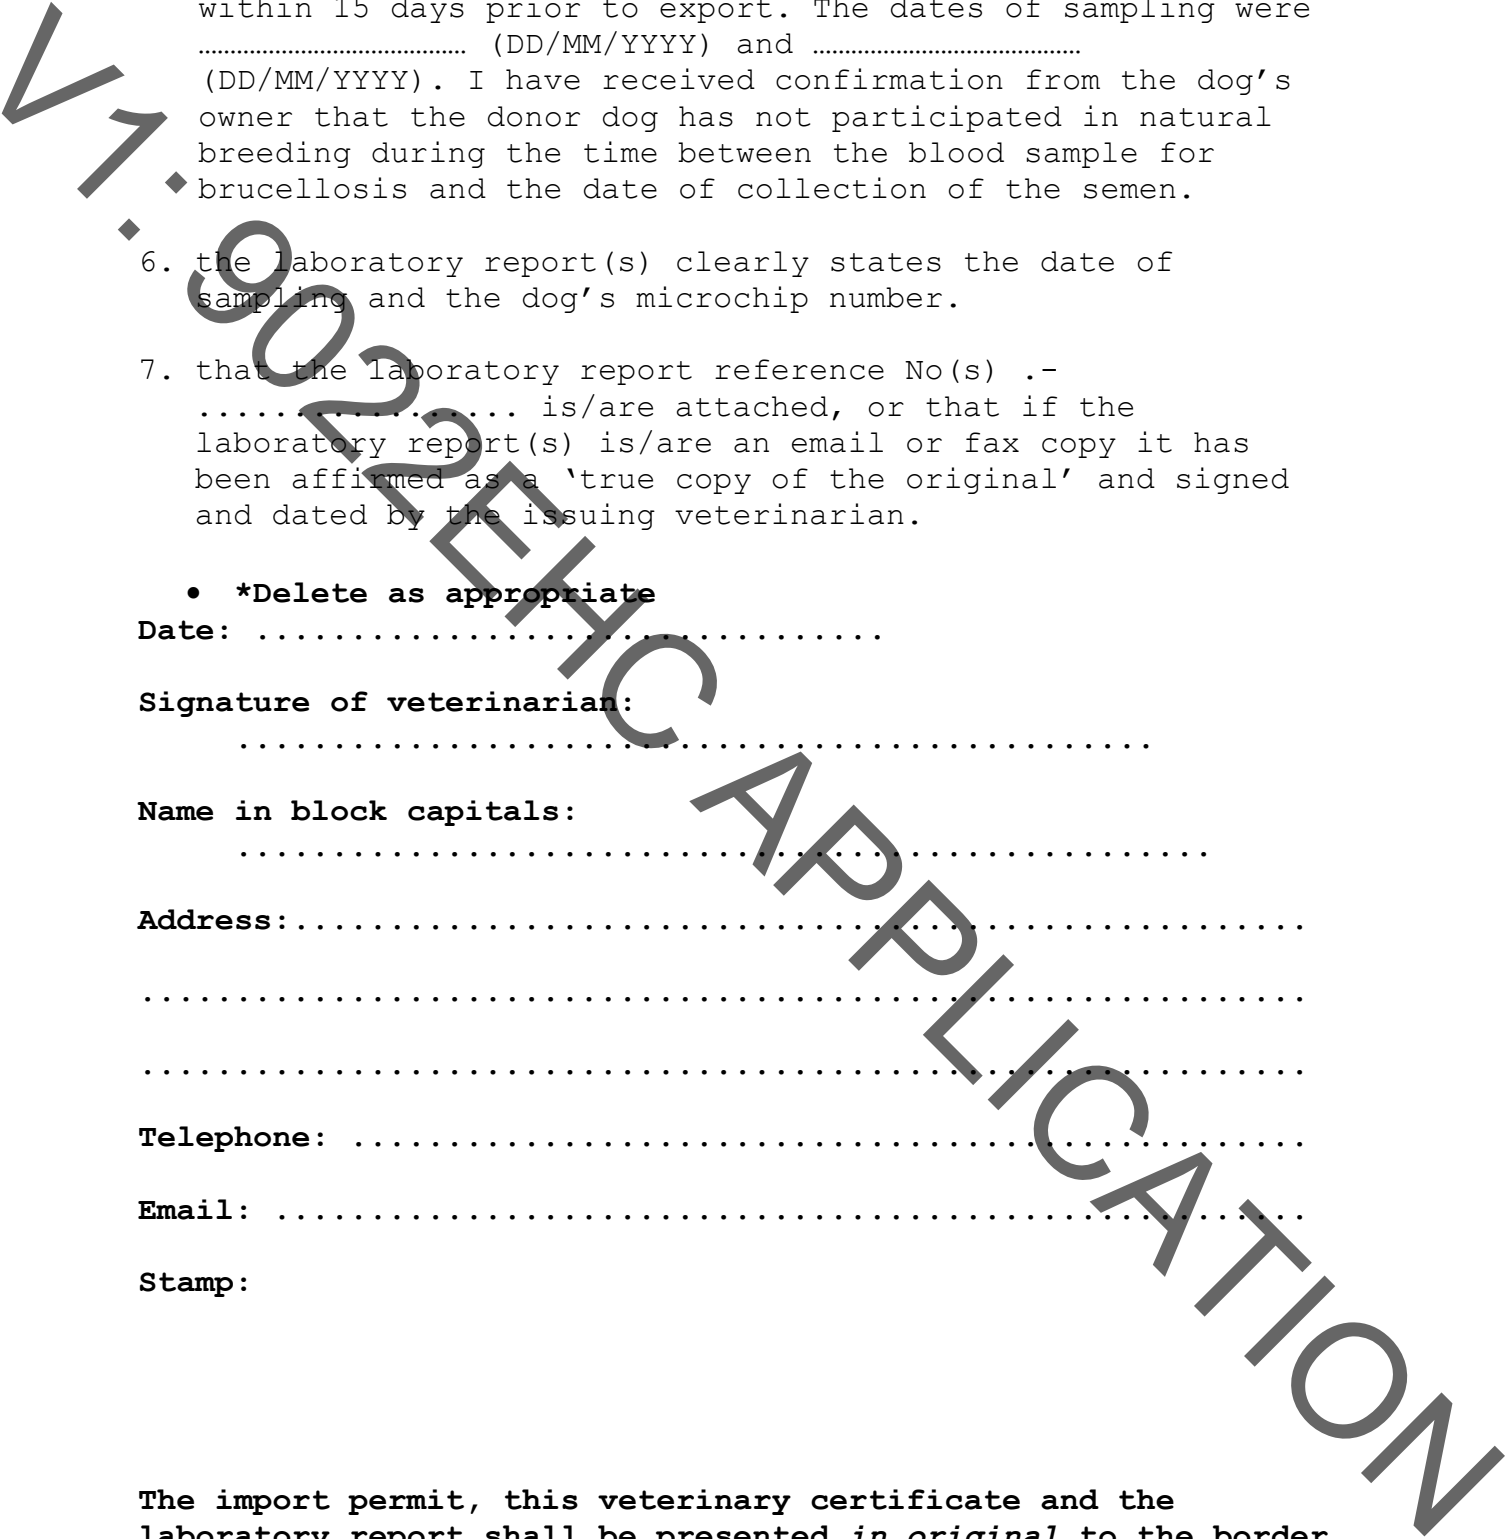 within 15 days prior to export. The dates of sampling were
…………………………………… (DD/MM/YYYY) and ……………………………………
(DD/MM/YYYY). I have received confirmation from the dog’s
owner that the donor dog has not participated in natural
breeding during the time between the blood sample for
brucellosis and the date of collection of the semen.
6. the laboratory report(s) clearly states the date of
sampling and the dog’s microchip number.
7. that the laboratory report reference No(s) .-
................. is/are attached, or that if the
laboratory report(s) is/are an email or fax copy it has
been affirmed as a ‘true copy of the original’ and signed
and dated by the issuing veterinarian.
• *Delete as appropriate
Date: .................................
Signature of veterinarian:
................................................
Name in block capitals:
...................................................
Address:.....................................................
.............................................................
.............................................................
Telephone: ..................................................
Email: ......................................................
Stamp:
The import permit, this veterinary certificate and the
laboratory report shall be presented in original to the border
V1: 9022EHC APPLICATION